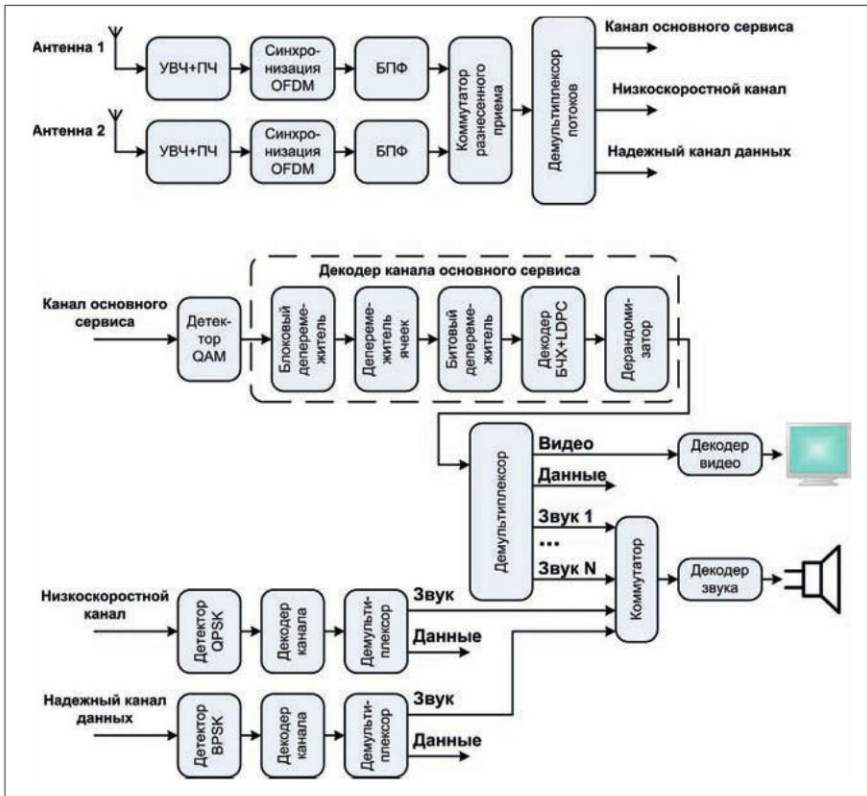 Антенна 1
УВЧ+ПЧ
Синхро-
низация
OFDM
БПФ
Антенна 2
УВЧ+ПЧ
Синхро-
низация
OFDM
БПФ
Коммутатор
разнесенного
приема
Демультиплексор
потоков
Канал основного сервиса
Низкоскоростной канал
Надежный канал данных
Декодер канала основного сервиса
Канал основного
сервиса
Детек-
тор
QAM
Блоковый
депереме-
житель
Депереме-
житель
ячеек
Битовый
депереме-
житель
Декодер
БЧХ+LDPC
Дерандоми-
затор
Демультиплексор
Видео
Данные
Звук 1
...
Звук N
Декодер
видео
Коммутатор
Декодер
звука
Низкоскоростной
канал
Детектор
QPSK
Декодер
канала
Демульти-
плексор
Звук
Данные
Надежный канал
данных
Детектор
BPSK
Декодер
канала
Демульти-
плексор
Звук
Данные